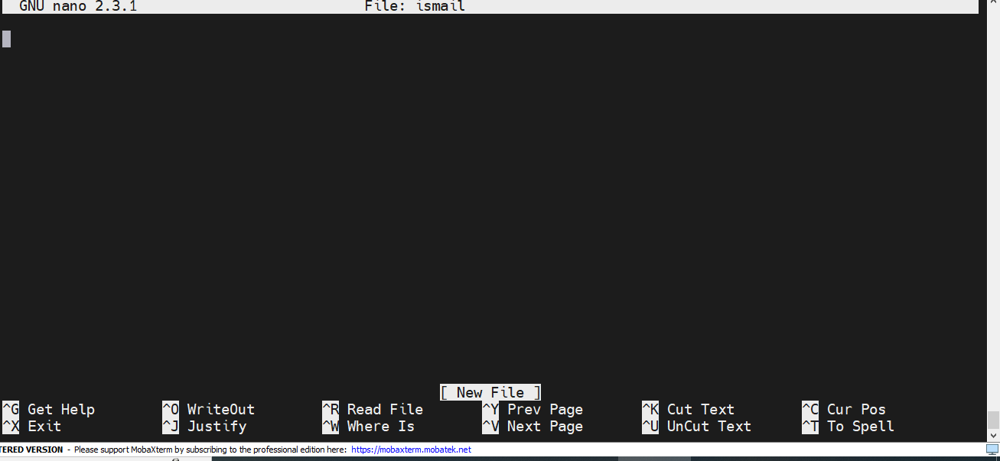 GNU nano 2.3.1 File: ismail
[ New File ]
^G Get Help ^O WriteOut ^R Read File ^Y Prev Page ^K Cut Text ^C Cur Pos
^X Exit ^J Justify ^W Where Is ^V Next Page ^U UnCut Text ^T To Spell
TERED VERSION - Please support MobaXterm by subscribing to the professional edition here: https://mobaxterm.mobatek.net